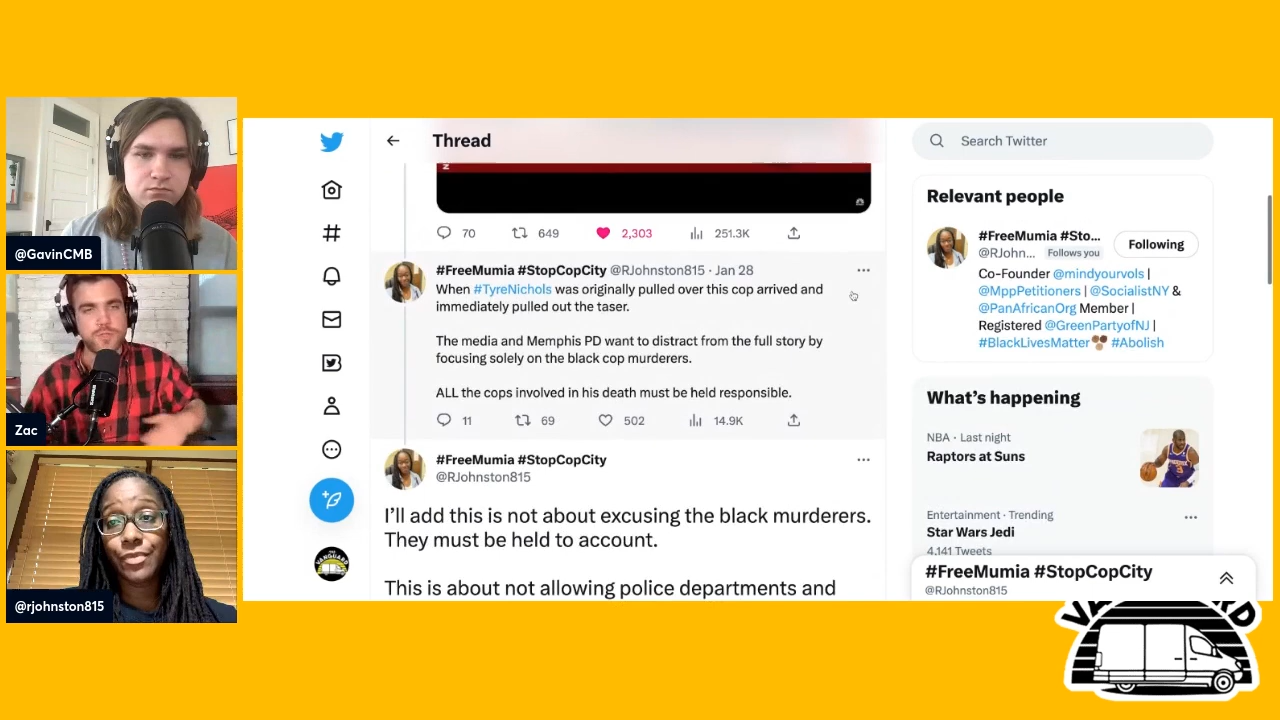 @GavinCMB
Zac
@rjohnston815
Thread
70 649 2,303 251.3K
#FreeMumia #StopCopCity @RJohnston815 · Jan 28
When #TyreNichols was originally pulled over this cop arrived and
immediately pulled out the taser.
The media and Memphis PD want to distract from the full story by
focusing solely on the black cop murderers.
ALL the cops involved in his death must be held responsible.
11 69 502 14.9K
#FreeMumia #StopCopCity
@RJohnston815
I'll add this is not about excusing the black murderers.
They must be held to account.
This is about not allowing police departments and
Search Twitter
Relevant people
#FreeMumia #Sto...
@RJohn... Follows you
Following
Co-Founder @mindyourvols |
@MppPetitioners | @SocialistNY &
@PanAfricanOrg Member |
Registered @GreenPartyofNJ |
#BlackLivesMatter🤎 #Abolish
What's happening
NBA · Last night
Raptors at Suns
Entertainment · Trending
Star Wars Jedi
4,141 Tweets
#FreeMumia #StopCopCity
@RJohnston815
VANGUARD